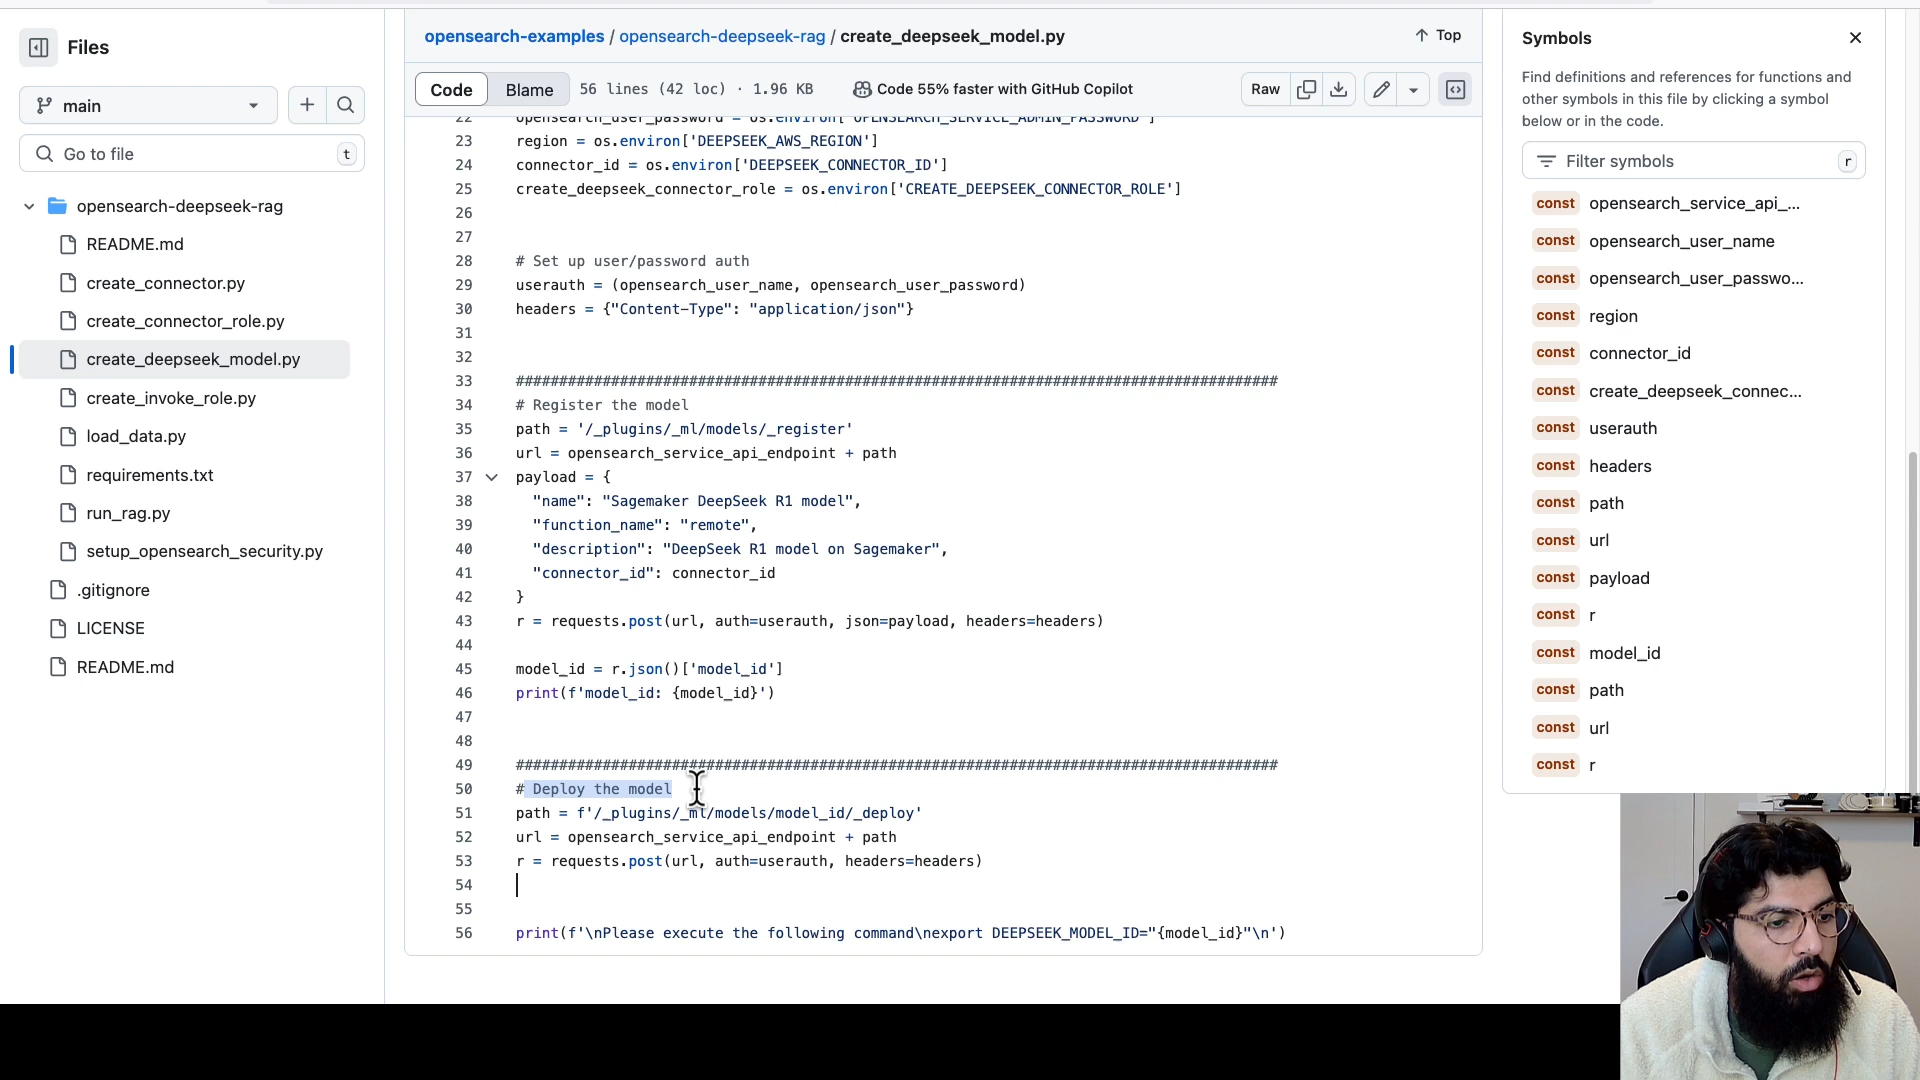 Files
main
Go to file
t
opensearch-deepseek-rag
README.md
create_connector.py
create_connector_role.py
create_deepseek_model.py
create_invoke_role.py
load_data.py
requirements.txt
run_rag.py
setup_opensearch_security.py
.gitignore
LICENSE
README.md
opensearch-examples / opensearch-deepseek-rag / create_deepseek_model.py
Top
Code
Blame
56 lines (42 loc) · 1.96 KB
Code 55% faster with GitHub Copilot
Raw
22 opensearch_user_password = os.environ['OPENSEARCH_SERVICE_ADMIN_PASSWORD']
23 region = os.environ['DEEPSEEK_AWS_REGION']
24 connector_id = os.environ['DEEPSEEK_CONNECTOR_ID']
25 create_deepseek_connector_role = os.environ['CREATE_DEEPSEEK_CONNECTOR_ROLE']
26
27
28 # Set up user/password auth
29 userauth = (opensearch_user_name, opensearch_user_password)
30 headers = {"Content-Type": "application/json"}
31
32
33 ########################################################################################
34 # Register the model
35 path = '/_plugins/_ml/models/_register'
36 url = opensearch_service_api_endpoint + path
37 payload = {
38 "name": "Sagemaker DeepSeek R1 model",
39 "function_name": "remote",
40 "description": "DeepSeek R1 model on Sagemaker",
41 "connector_id": connector_id
42 }
43 r = requests.post(url, auth=userauth, json=payload, headers=headers)
44
45 model_id = r.json()['model_id']
46 print(f'model_id: {model_id}')
47
48
49 ########################################################################################
50 # Deploy the model
51 path = f'/_plugins/_ml/models/model_id/_deploy'
52 url = opensearch_service_api_endpoint + path
53 r = requests.post(url, auth=userauth, headers=headers)
54
55
56 print(f'\nPlease execute the following command\nexport DEEPSEEK_MODEL_ID="{model_id}"\n')
Symbols
Find definitions and references for functions and
other symbols in this file by clicking a symbol
below or in the code.
Filter symbols
r
const opensearch_service_api_...
const opensearch_user_name
const opensearch_user_passwo...
const region
const connector_id
const create_deepseek_connec...
const userauth
const headers
const path
const url
const payload
const r
const model_id
const path
const url
const r